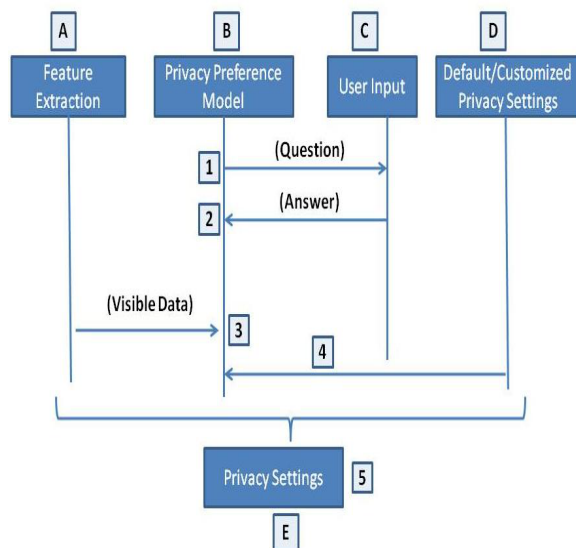 A
B
C
D
Feature
Extraction
Privacy Preference
Model
User Input
Default/Customized
Privacy Settings
1
(Question)
2
(Answer)
(Visible Data)
3
4
Privacy Settings
5
E